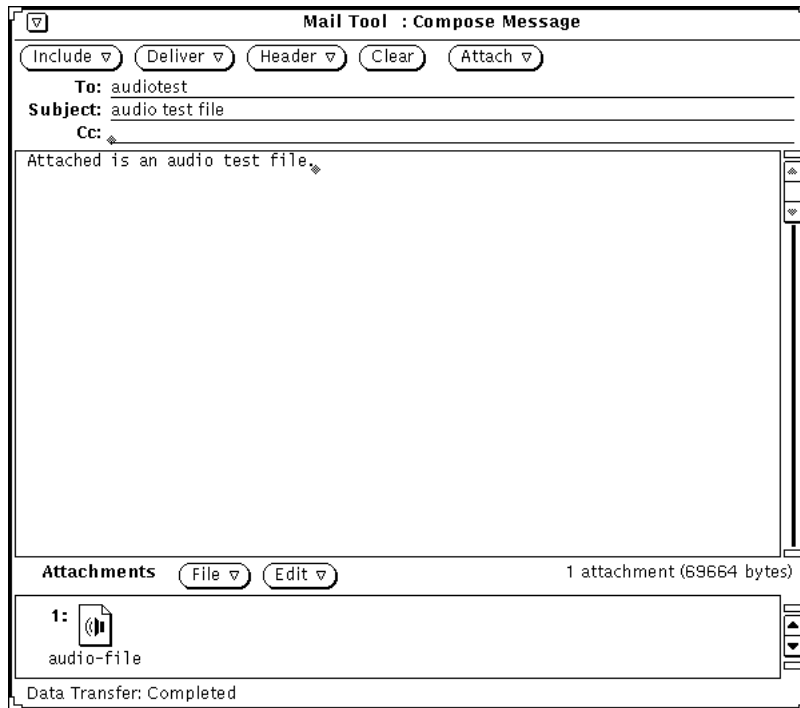 Mail Tool : Compose Message
Include Deliver Header Clear Attach
To: audiotest
Subject: audio test file
Cc:
Attached is an audio test file.
Attachments File Edit 1 attachment (69664 bytes)
1:
audio-file
Data Transfer: Completed